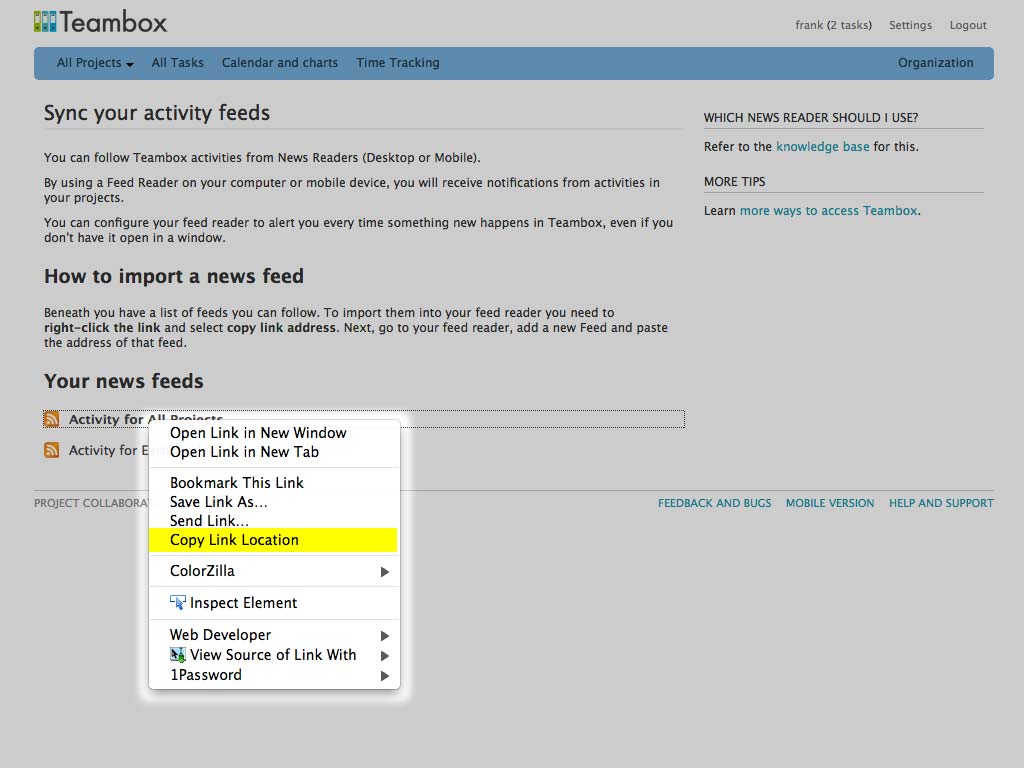 Teambox
frank (2 tasks) Settings Logout
All Projects All Tasks Calendar and charts Time Tracking Organization
Sync your activity feeds
You can follow Teambox activities from News Readers (Desktop or Mobile).
By using a Feed Reader on your computer or mobile device, you will receive notifications from activities in
your projects.
You can configure your feed reader to alert you every time something new happens in Teambox, even if you
don't have it open in a window.
How to import a news feed
Beneath you have a list of feeds you can follow. To import them into your feed reader you need to
right-click the link and select copy link address. Next, go to your feed reader, add a new Feed and paste
the address of that feed.
Your news feeds
Activity for All Projects
Activity for
Open Link in New Window
Open Link in New Tab
Bookmark This Link
Save Link As...
Send Link...
Copy Link Location
ColorZilla
Inspect Element
Web Developer
View Source of Link With
1Password
WHICH NEWS READER SHOULD I USE?
Refer to the knowledge base for this.
MORE TIPS
Learn more ways to access Teambox.
PROJECT
FEEDBACK AND BUGS MOBILE VERSION HELP AND SUPPORT